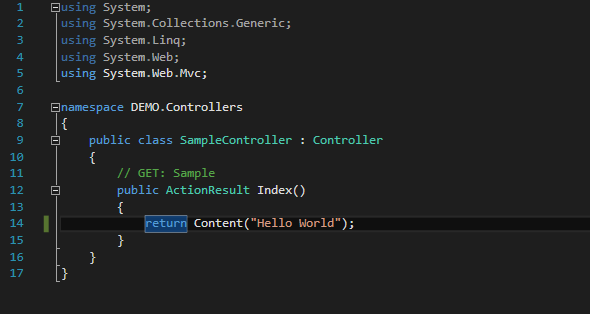 1 using System;
2 using System.Collections.Generic;
3 using System.Linq;
4 using System.Web;
5 using System.Web.Mvc;
6
7 namespace DEMO.Controllers
8 {
9 public class SampleController : Controller
10 {
11 // GET: Sample
12 public ActionResult Index()
13 {
14 return Content("Hello World");
15 }
16 }
17 }